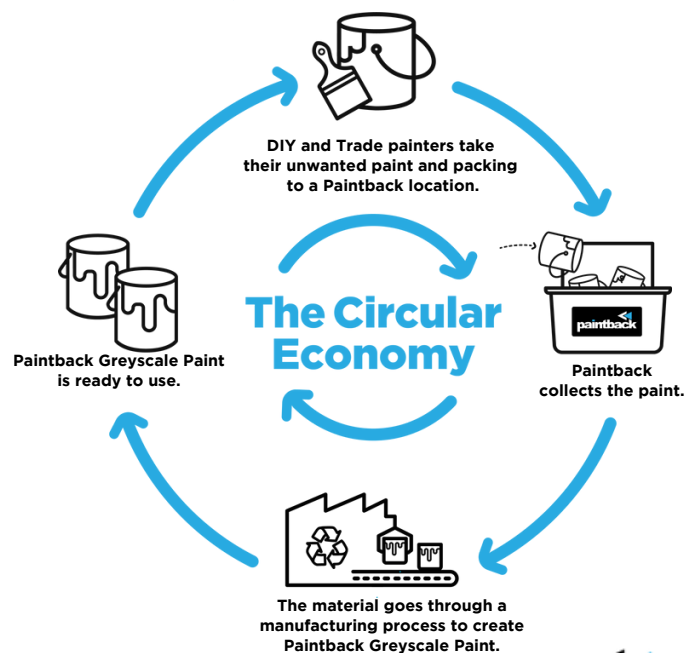 DIY and Trade painters take
their unwanted paint and packing
to a Paintback location.
paintback
Paintback
collects the paint.
The Circular
Economy
Paintback Greyscale Paint
is ready to use.
The material goes through a
manufacturing process to create
Paintback Greyscale Paint.